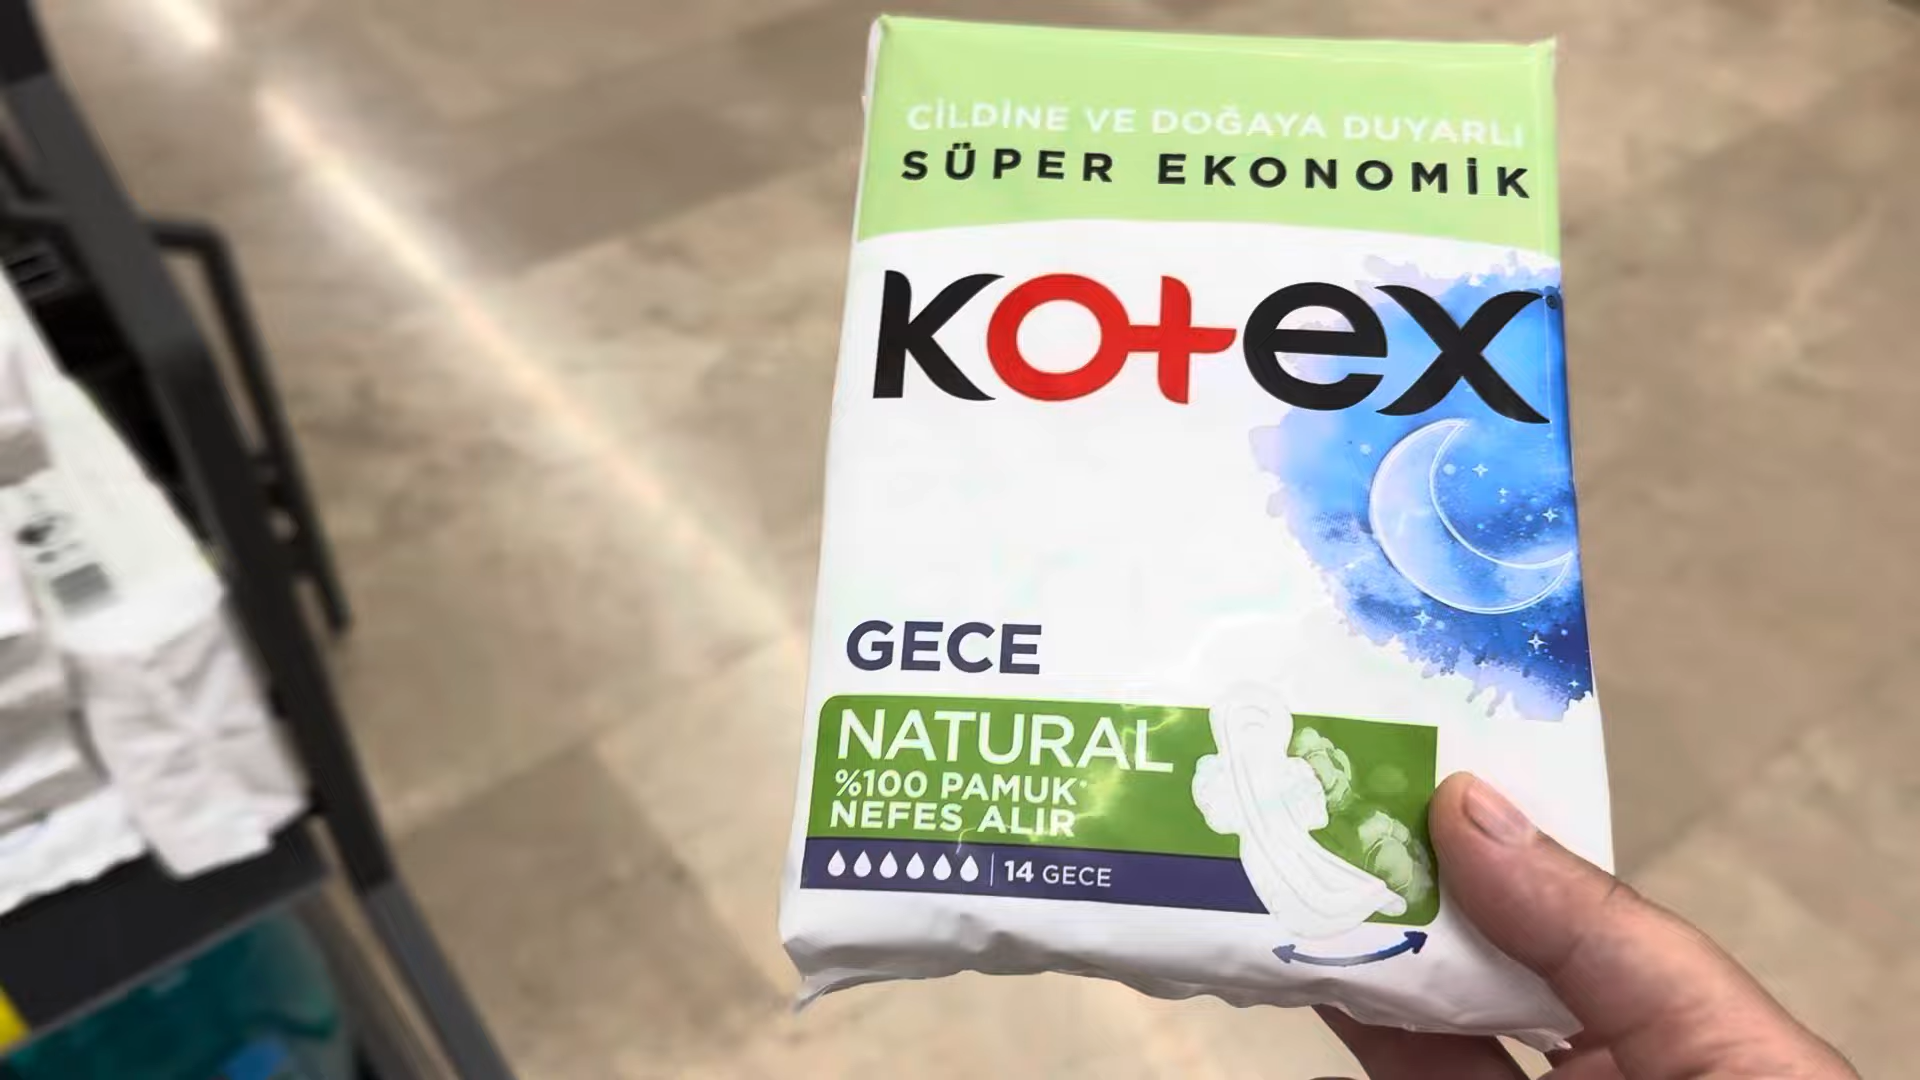 CİLDİNE VE DOĞAYA DUYARLI
SÜPER EKONOMİK
Kotex®
GECE
NATURAL
%100 PAMUK*
NEFES ALIR
14 GECE